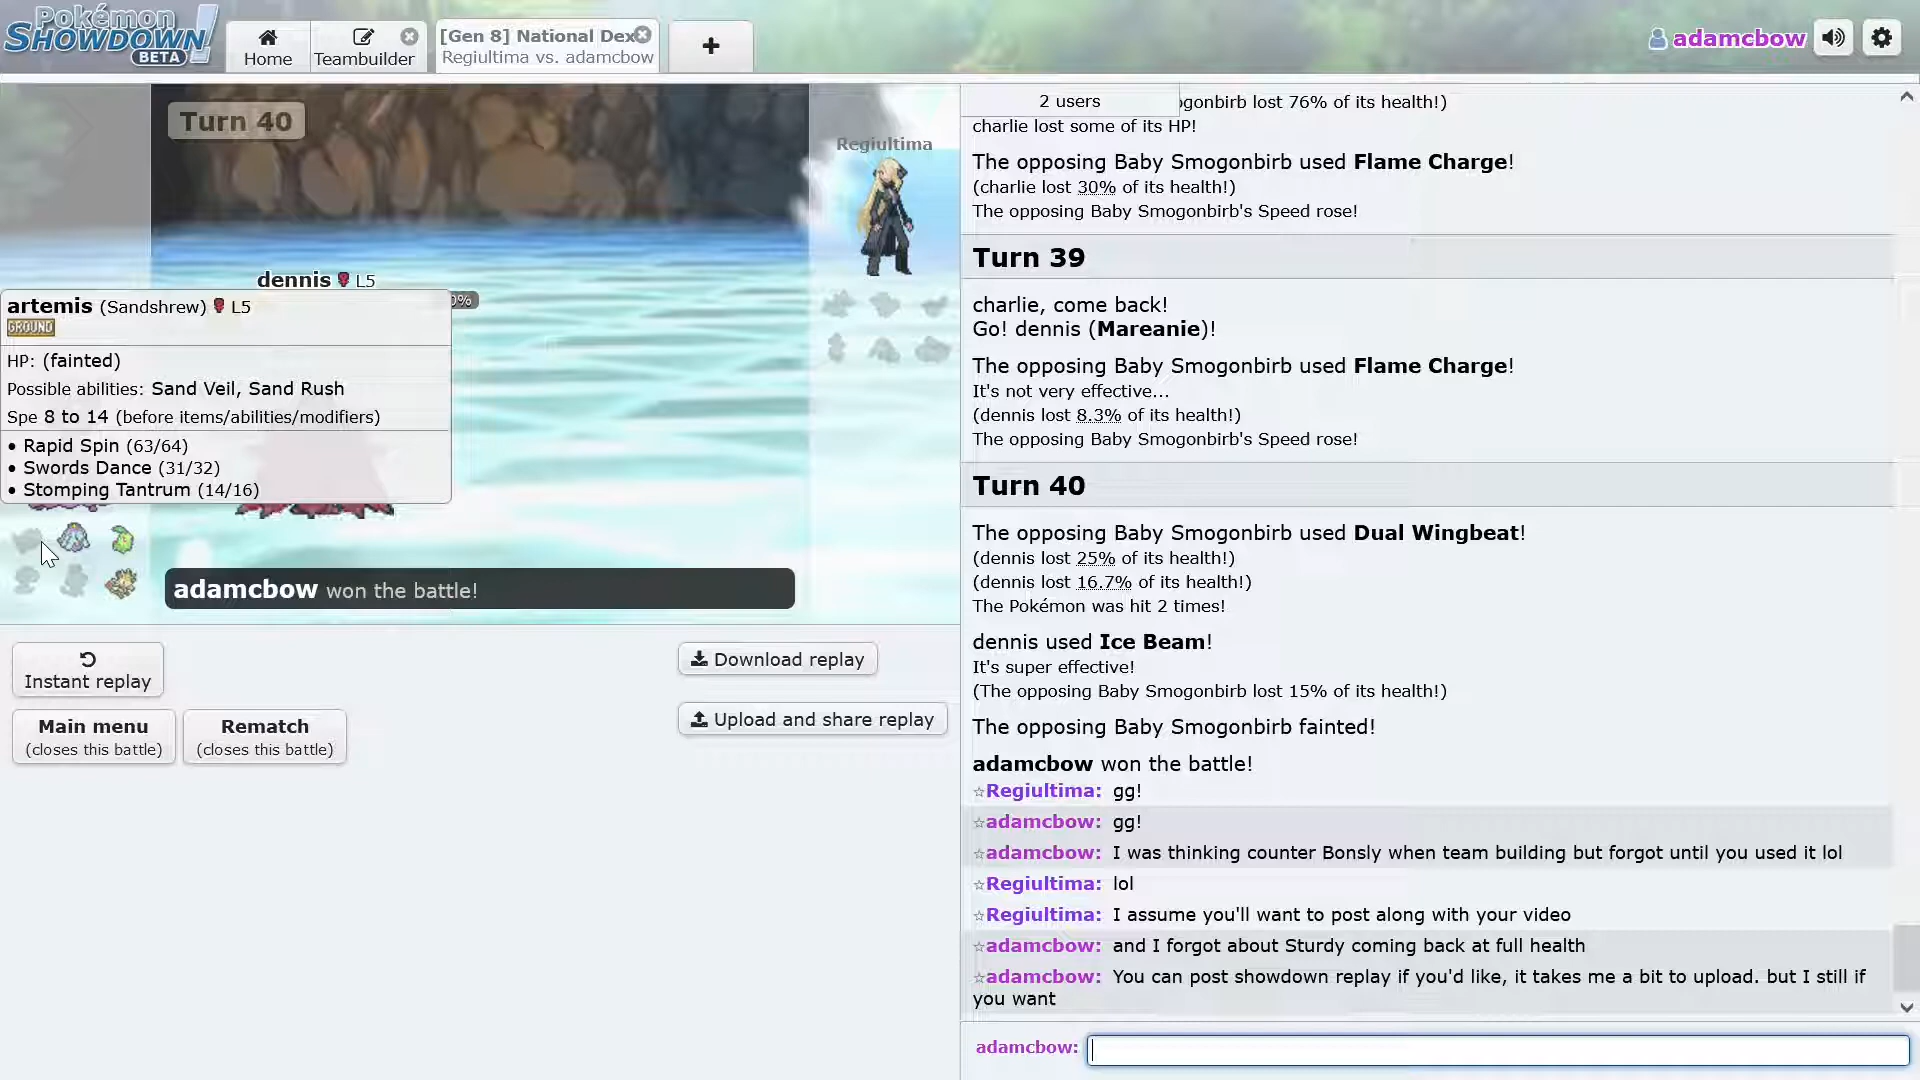 Pokémon
SHOWDOWN!
BETA
Home
Teambuilder
[Gen 8] National Dex
Regiultima vs. adamcbow
+
adamcbow
Turn 40
Regiultima
dennis L5
0%
artemis (Sandshrew) L5
GROUND
HP: (fainted)
Possible abilities: Sand Veil, Sand Rush
Spe 8 to 14 (before items/abilities/modifiers)
• Rapid Spin (63/64)
• Swords Dance (31/32)
• Stomping Tantrum (14/16)
adamcbow won the battle!
Instant replay
Download replay
Upload and share replay
Main menu
(closes this battle)
Rematch
(closes this battle)
2 users
ogonbirb lost 76% of its health!)
charlie lost some of its HP!
The opposing Baby Smogonbirb used Flame Charge!
(charlie lost 30% of its health!)
The opposing Baby Smogonbirb's Speed rose!
Turn 39
charlie, come back!
Go! dennis (Mareanie)!
The opposing Baby Smogonbirb used Flame Charge!
It's not very effective...
(dennis lost 8.3% of its health!)
The opposing Baby Smogonbirb's Speed rose!
Turn 40
The opposing Baby Smogonbirb used Dual Wingbeat!
(dennis lost 25% of its health!)
(dennis lost 16.7% of its health!)
The Pokémon was hit 2 times!
dennis used Ice Beam!
It's super effective!
(The opposing Baby Smogonbirb lost 15% of its health!)
The opposing Baby Smogonbirb fainted!
adamcbow won the battle!
☆Regiultima: gg!
☆adamcbow: gg!
☆adamcbow: I was thinking counter Bonsly when team building but forgot until you used it lol
☆Regiultima: lol
☆Regiultima: I assume you'll want to post along with your video
☆adamcbow: and I forgot about Sturdy coming back at full health
☆adamcbow: You can post showdown replay if you'd like, it takes me a bit to upload. but I still if
you want
adamcbow: